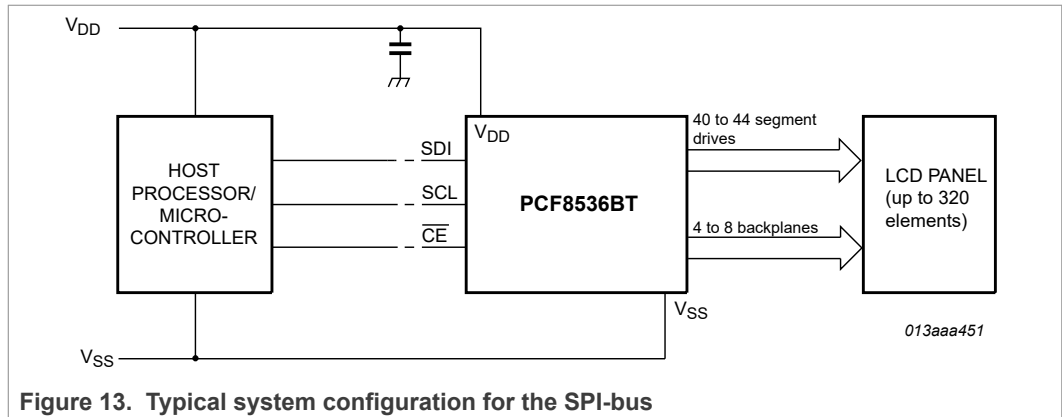 VDD
HOST
PROCESSOR/
MICRO-
CONTROLLER
SDI
SCL
CE
VDD
PCF8536BT
VSS
40 to 44 segment
drives
4 to 8 backplanes
LCD PANEL
(up to 320
elements)
013aaa451
VSS
Figure 13. Typical system configuration for the SPI-bus